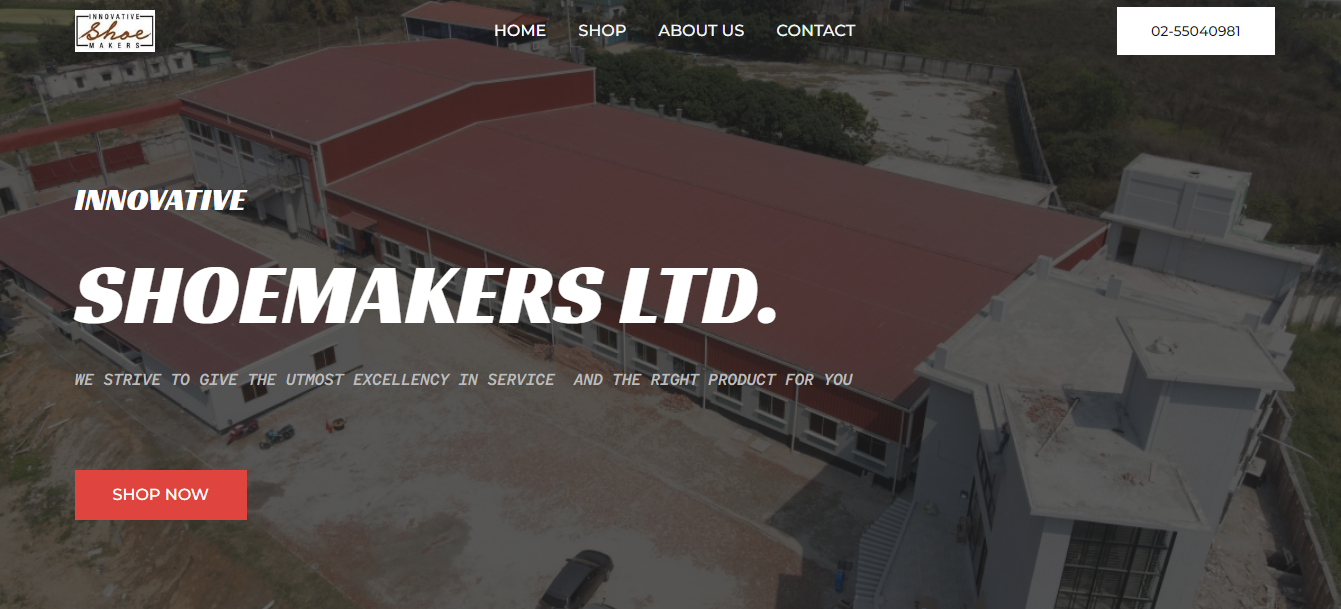 INNOVATIVE
Shoe
MAKERS
HOME SHOP ABOUT US CONTACT
02-55040981
INNOVATIVE
SHOEMAKERS LTD.
WE STRIVE TO GIVE THE UTMOST EXCELLENCY IN SERVICE  AND THE RIGHT PRODUCT FOR YOU
SHOP NOW